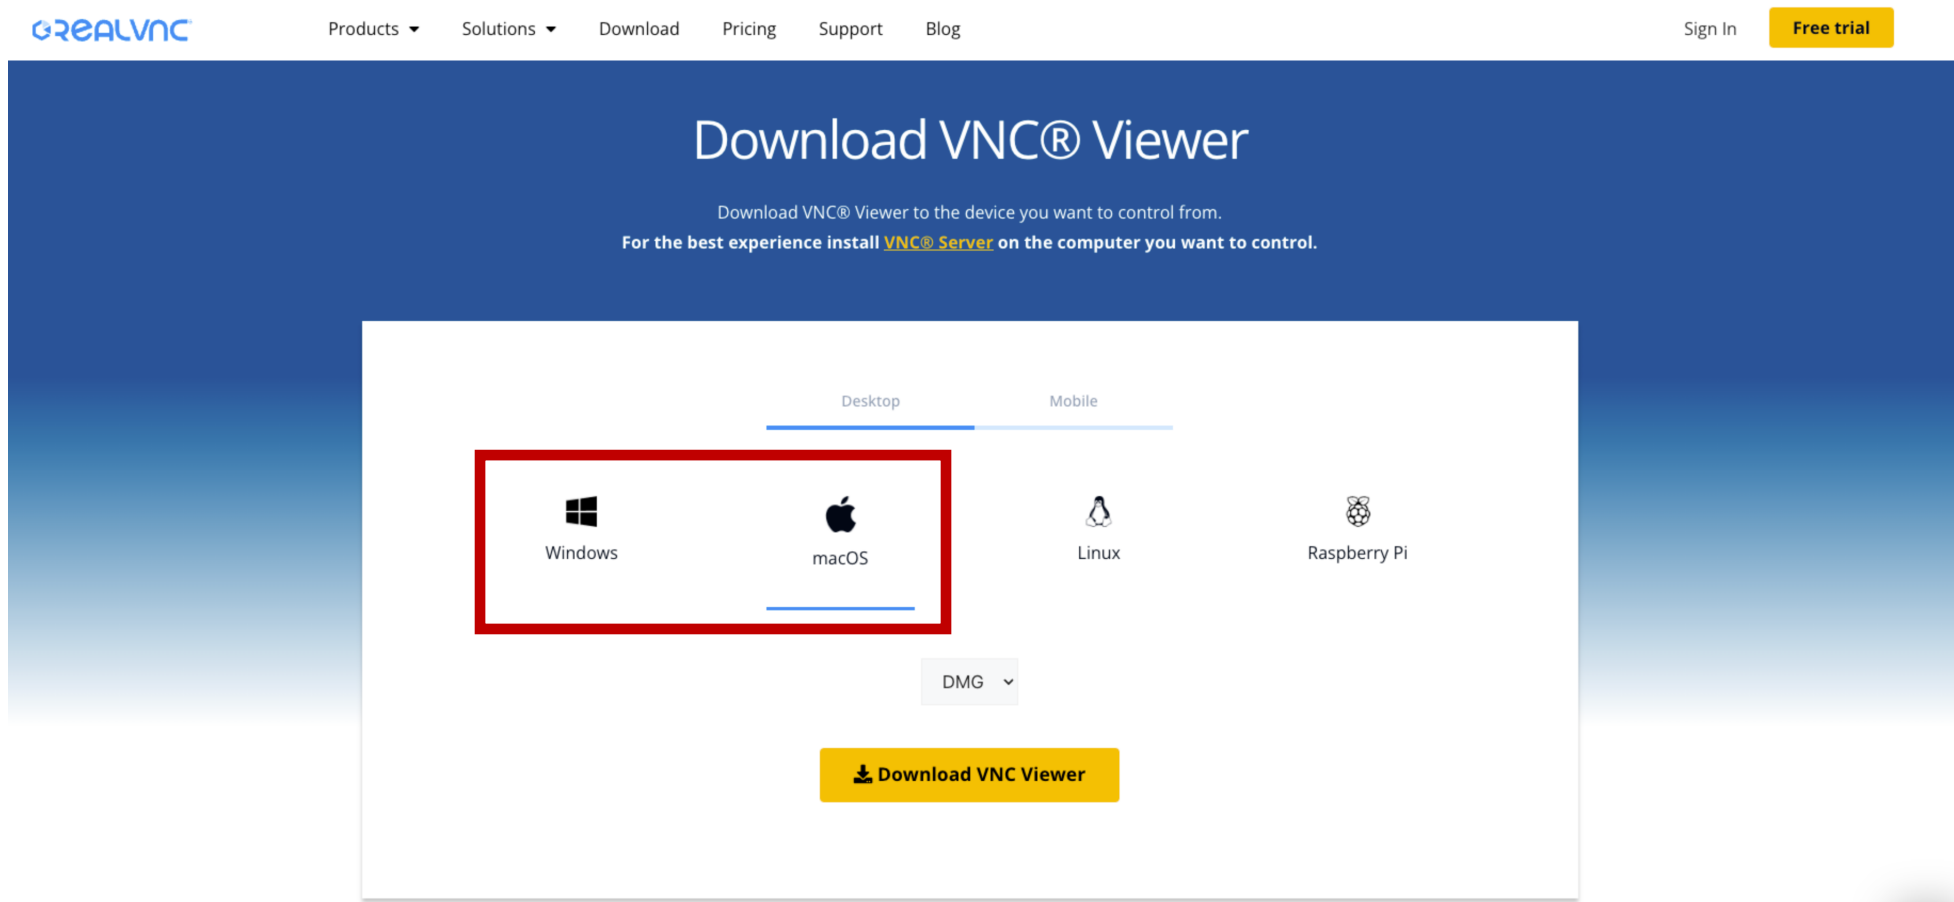 REALVNC Products Solutions Download Pricing Support Blog Sign In Free trial
Download VNC® Viewer
Download VNC® Viewer to the device you want to control from.
For the best experience install VNC® Server on the computer you want to control.
Desktop Mobile
Windows macOS Linux Raspberry Pi
DMG
Download VNC Viewer